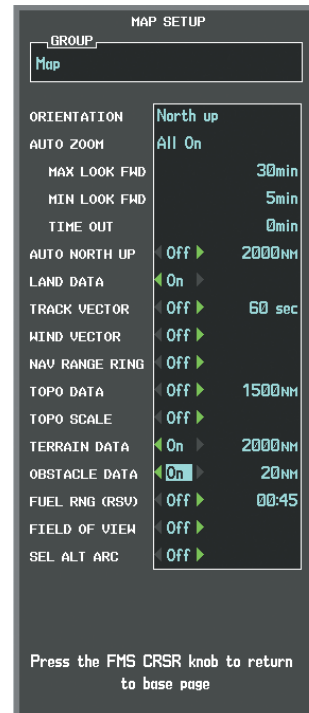 MAP SETUP
GROUP
Map
ORIENTATION North up
AUTO ZOOM All On
MAX LOOK FWD 30min
MIN LOOK FWD 5min
TIME OUT 0min
AUTO NORTH UP Off 2000NM
LAND DATA On
TRACK VECTOR Off 60 sec
WIND VECTOR Off
NAV RANGE RING Off
TOPO DATA Off 1500NM
TOPO SCALE Off
TERRAIN DATA On 2000NM
OBSTACLE DATA On 20NM
FUEL RNG (RSV) Off 00:45
FIELD OF VIEW Off
SEL ALT ARC Off
Press the FMS CRSR knob to return
to base page